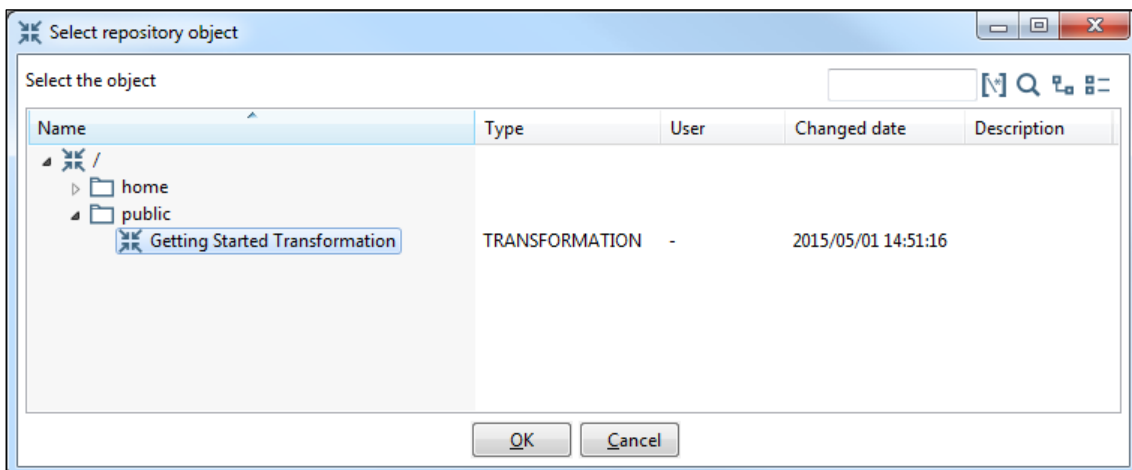 Select repository object
Select the object
Name Type User Changed date Description
/
home
public
Getting Started Transformation TRANSFORMATION - 2015/05/01 14:51:16
OK Cancel